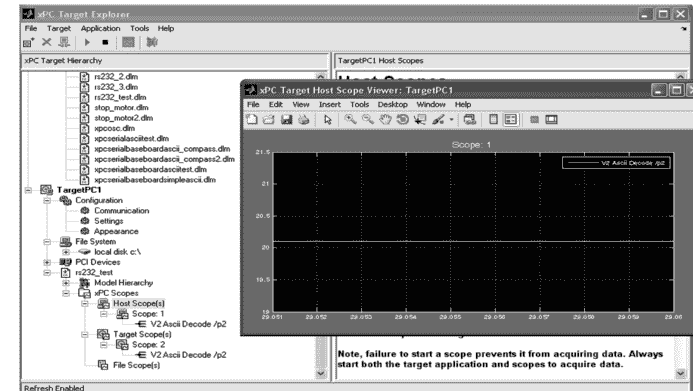 xPC Target Explorer
File Target Application Tools Help
xPC Target Hierarchy
TargetPC1 Host Scopes
rs232_2.dlm
rs232_3.dlm
rs232_test.dlm
stop_motor.dlm
stop_motor2.dlm
xpcosc.dlm
xpcserialasciitest.dlm
xpcserialbaseboardascii_compass.dlm
xpcserialbaseboardascii_compass2.dlm
xpcserialbaseboardasciitest.dlm
xpcserialbaseboardsimpleascii.dlm
TargetPC1
Configuration
Communication
Settings
Appearance
File System
local disk c:\
PCI Devices
rs232_test
Model Hierarchy
xPC Scopes
Host Scope(s)
Scope: 1
V2 Ascii Decode /p2
Target Scope(s)
Scope: 2
V2 Ascii Decode /p2
File Scope(s)
Refresh Enabled
Host Scopes
xPC Target Host Scope Viewer: TargetPC1
File Edit View Insert Tools Desktop Window Help
Scope: 1
V2 Ascii Decode /p2
21.5
21
20.5
20
19.5
19
29.051 29.052 29.053 29.054 29.055 29.056 29.057 29.058 29.059 29.06
Note, failure to start a scope prevents it from acquiring data. Always
start both the target application and scopes to acquire data.